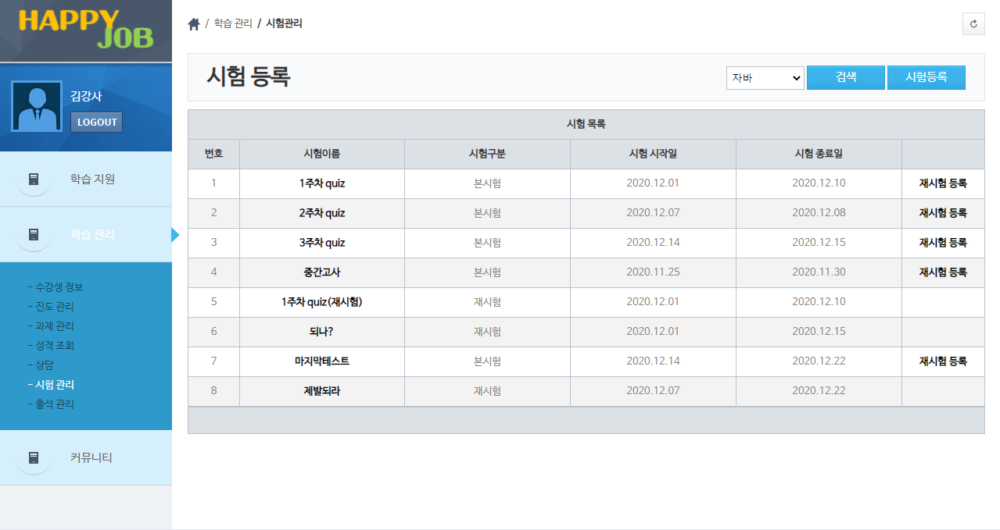 HAPPY
JOB
김강사
LOGOUT
학습 지원
학습 관리
- 수강생 정보
- 진도 관리
- 과제 관리
- 성적 조회
- 상담
- 시험 관리
- 출석 관리
커뮤니티
/ 학습 관리 / 시험관리
시험 등록
자바 검색 시험등록
시험 목록
번호 시험이름 시험구분 시험 시작일 시험 종료일
1 1주차 quiz 본시험 2020.12.01 2020.12.10 재시험 등록
2 2주차 quiz 본시험 2020.12.07 2020.12.08 재시험 등록
3 3주차 quiz 본시험 2020.12.14 2020.12.15 재시험 등록
4 중간고사 본시험 2020.11.25 2020.11.30 재시험 등록
5 1주차 quiz(재시험) 재시험 2020.12.01 2020.12.10
6 되나? 재시험 2020.12.01 2020.12.15
7 마지막테스트 본시험 2020.12.14 2020.12.22 재시험 등록
8 제발되라 재시험 2020.12.07 2020.12.22